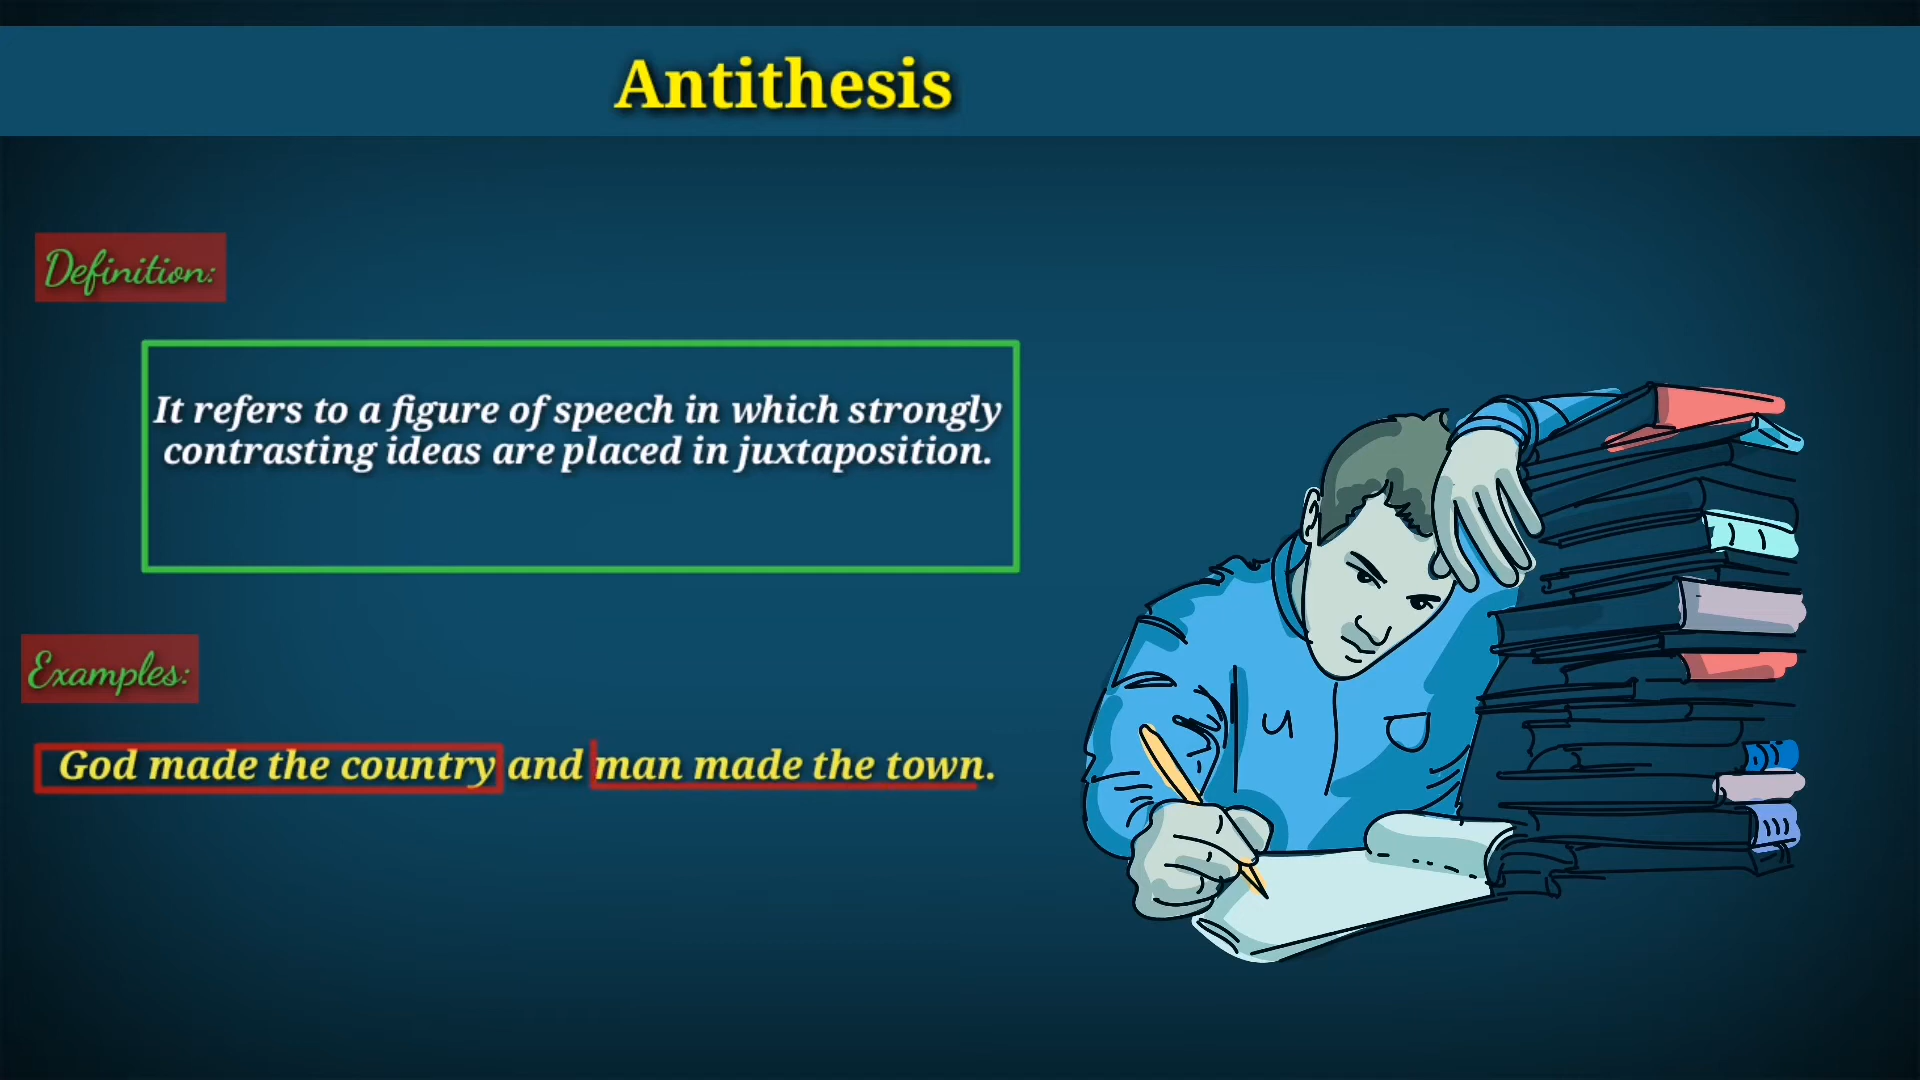 Antithesis
Definition:
It refers to a figure of speech in which strongly
contrasting ideas are placed in juxtaposition.
Examples:
God made the country and man made the town.